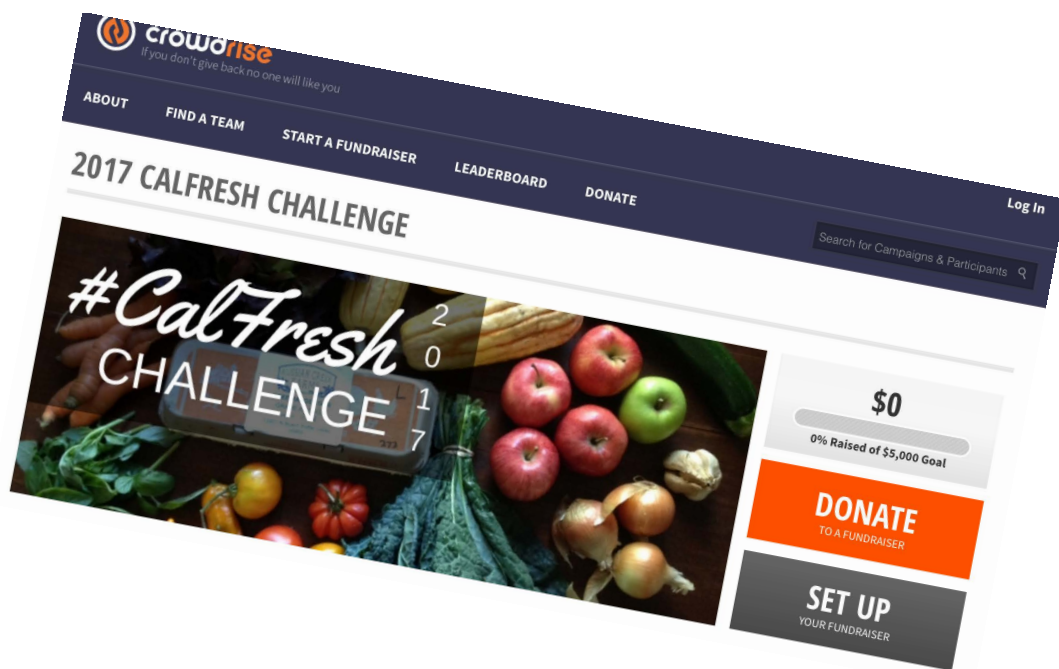 crowdrise
If you don't give back no one will like you
Log In
ABOUT FIND A TEAM START A FUNDRAISER LEADERBOARD DONATE
Search for Campaigns & Participants
2017 CALFRESH CHALLENGE
#CalFresh
CHALLENGE
2
0
1
7
$0
0% Raised of $5,000 Goal
DONATE
TO A FUNDRAISER
SET UP
YOUR FUNDRAISER